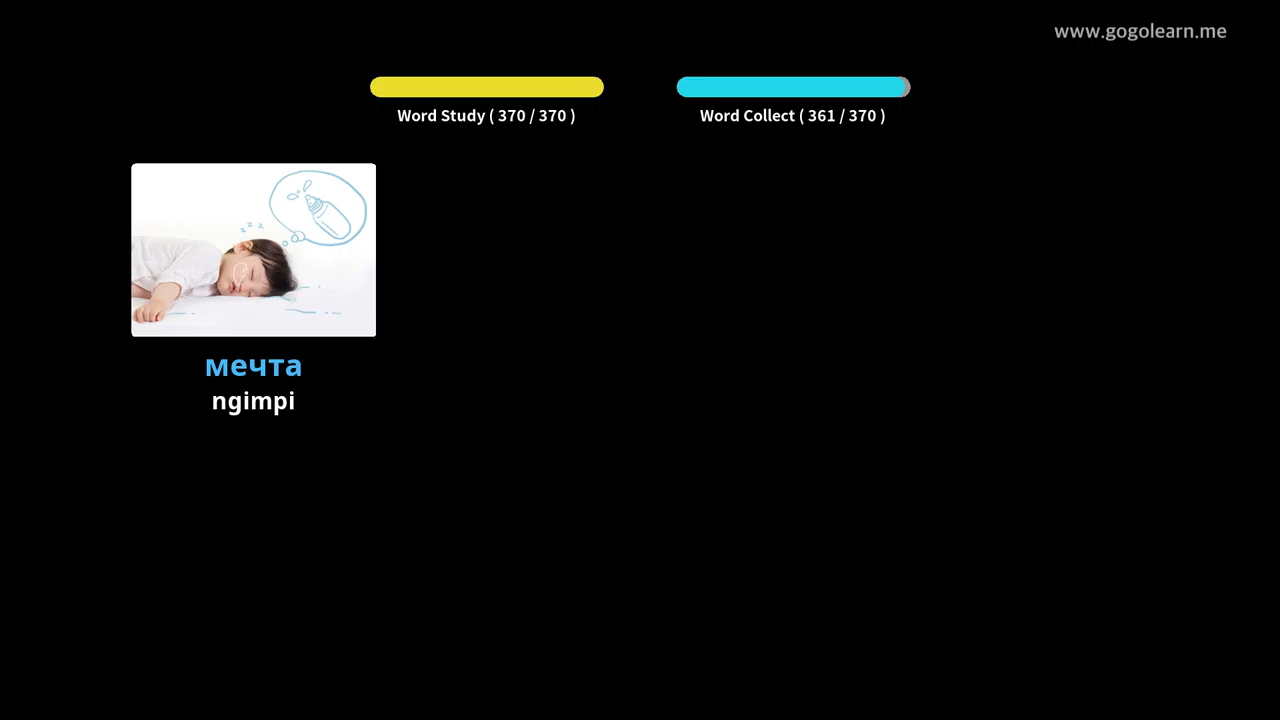 www.gogolearn.me
Word Study ( 370 / 370 )
Word Collect ( 361 / 370 )
z z z
мечта
ngimpi